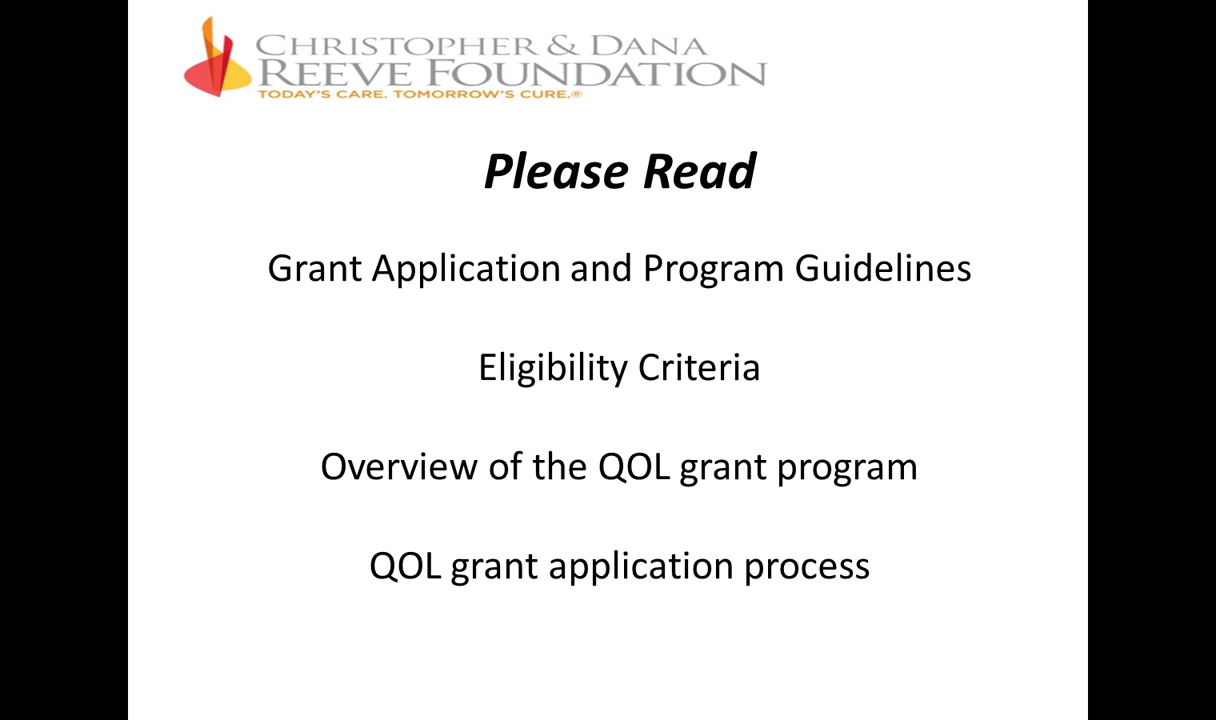 CHRISTOPHER & DANA
REEVE FOUNDATION
TODAY'S CARE. TOMORROW'S CURE.®
Please Read
Grant Application and Program Guidelines
Eligibility Criteria
Overview of the QOL grant program
QOL grant application process